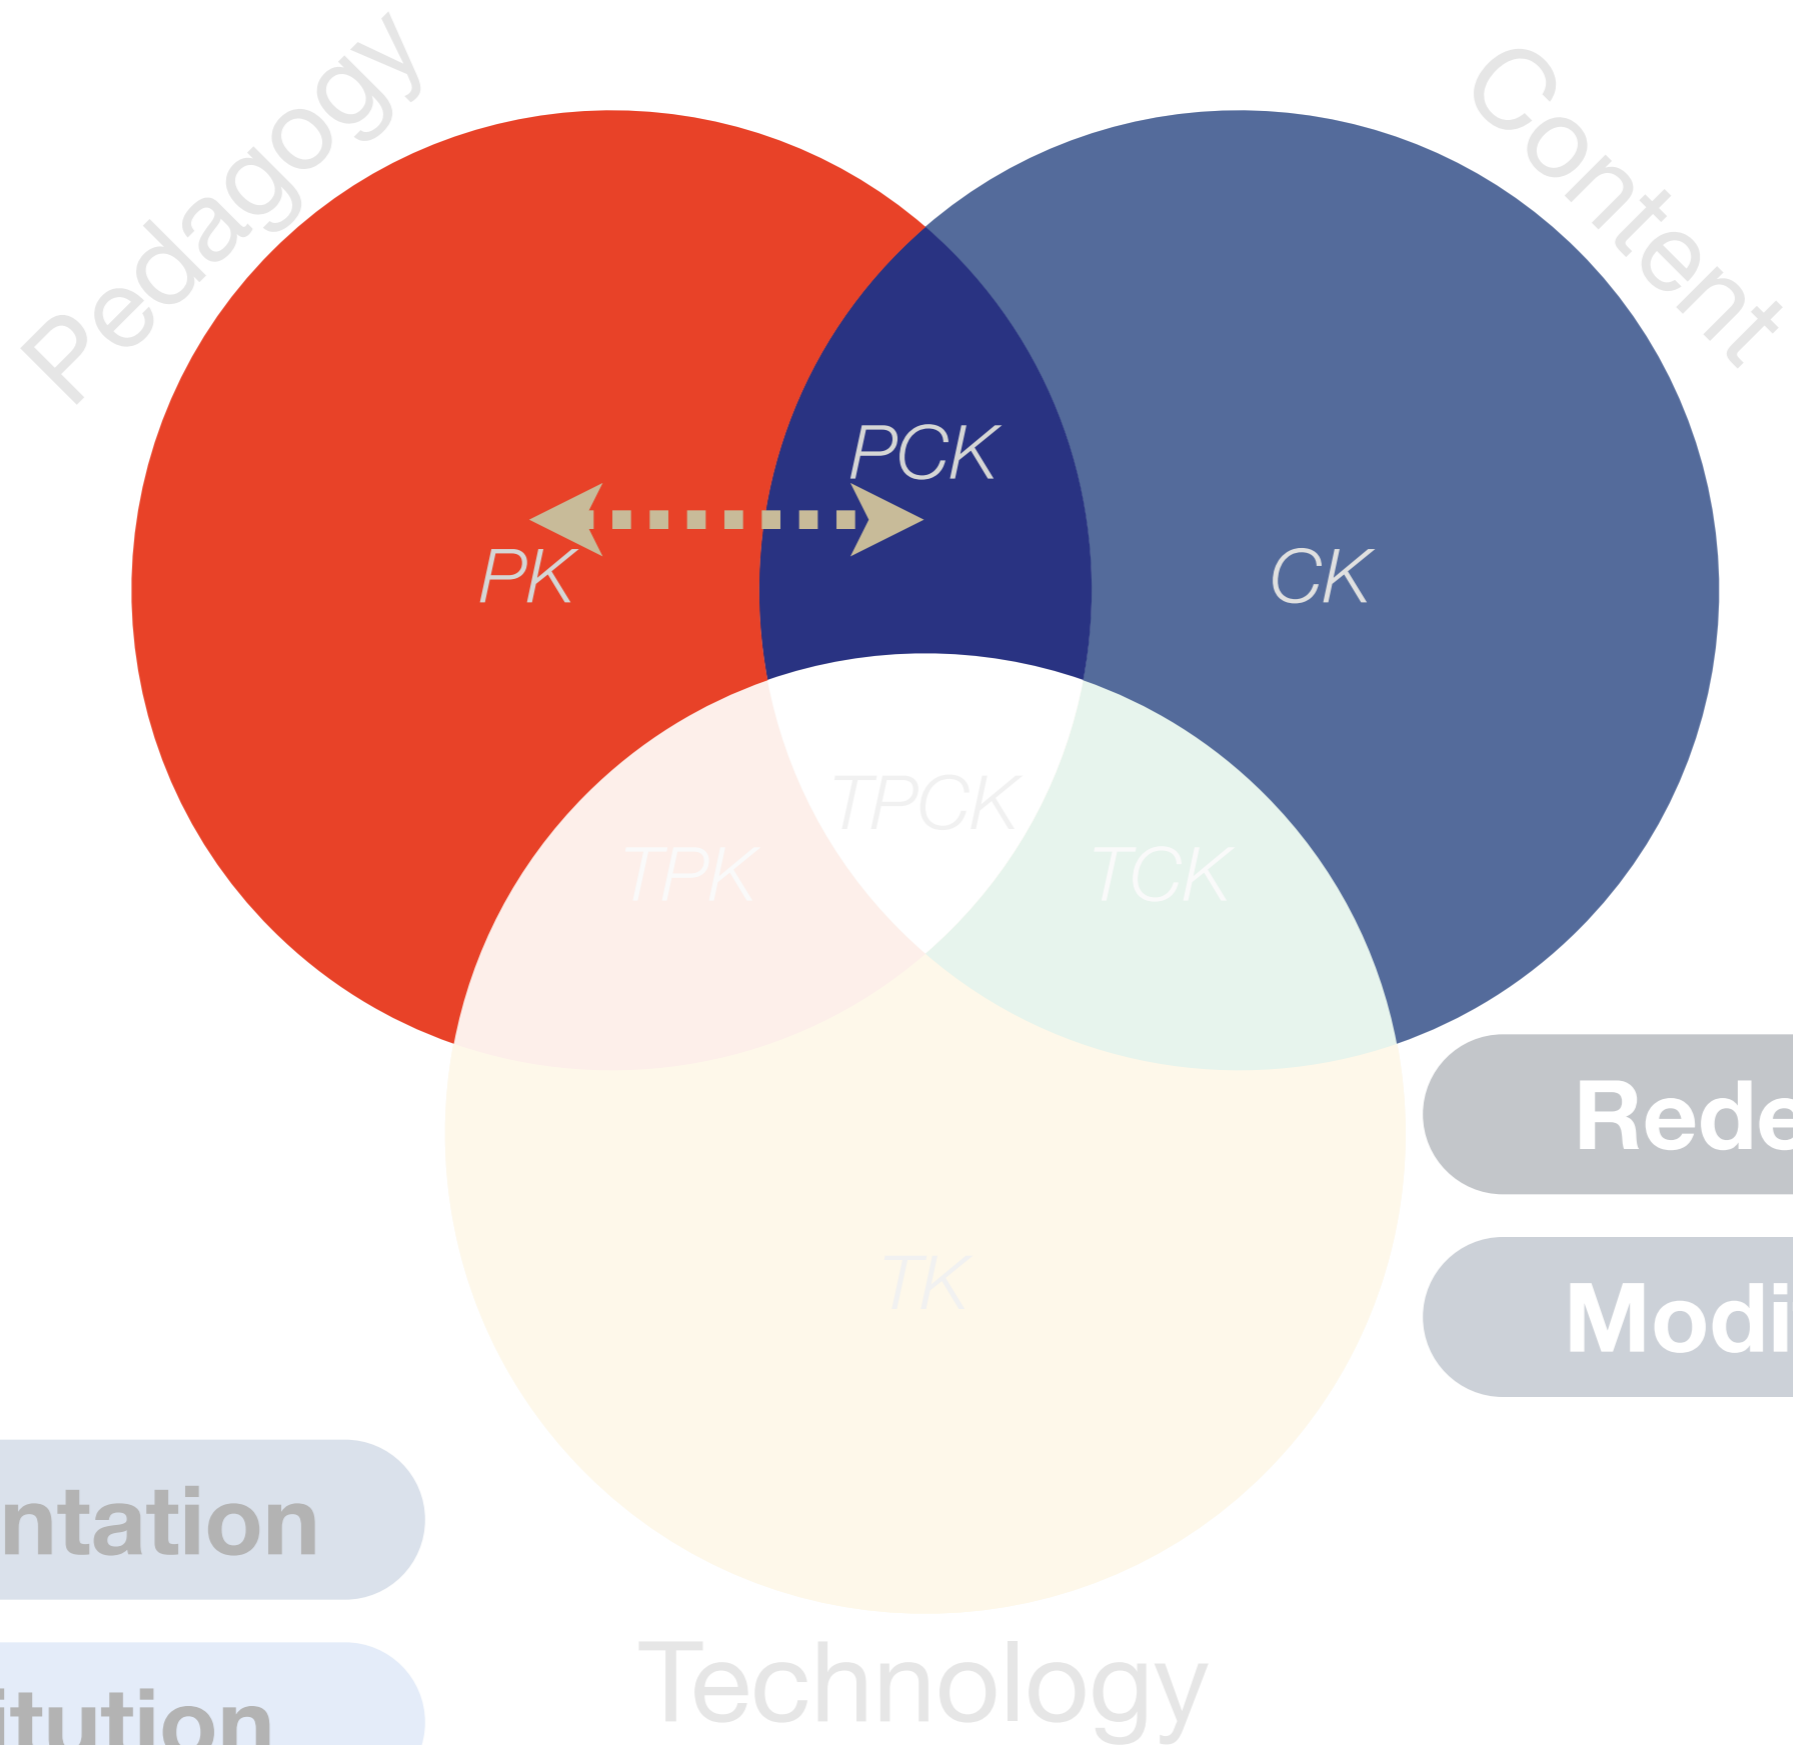 Pedagogy
Content
PCK
PK
CK
TPCK
TPK
TCK
Rede
TK
Modi
ntation
itution
Technology